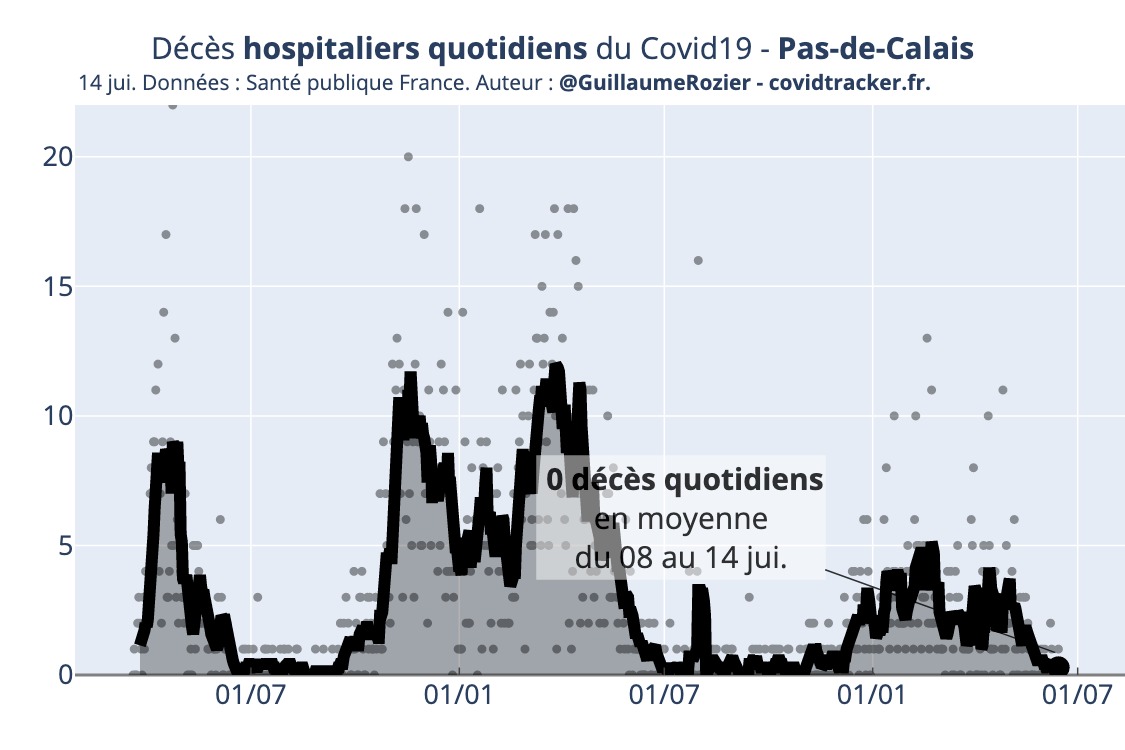 Décès hospitaliers quotidiens du Covid19 - Pas-de-Calais
14 jui. Données : Santé publique France. Auteur : @GuillaumeRozier - covidtracker.fr.
20
15
10
5
0
0 décès quotidiens
en moyenne
du 08 au 14 jui.
01/07 01/01 01/07 01/01 01/07